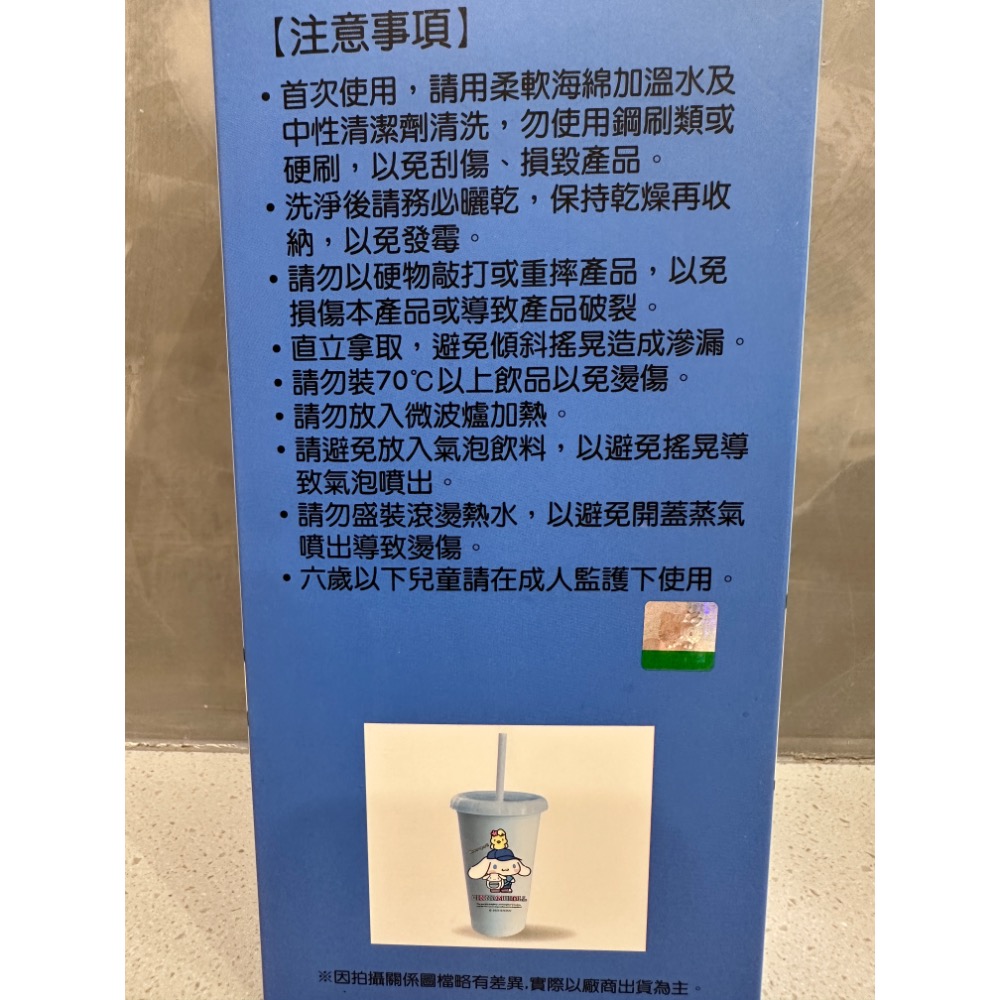 【注意事項】
•首次使用，請用柔軟海綿加溫水及
中性清潔劑清洗，勿使用鋼刷類或
硬刷，以免刮傷、損毀產品。
•洗淨後請務必曬乾，保持乾燥再收
納，以免發霉。
•請勿以硬物敲打或重摔產品，以免
損傷本產品或導致產品破裂。
•直立拿取，避免傾斜搖晃造成滲漏。
•請勿裝70℃以上飲品以免燙傷。
•請勿放入微波爐加熱。
•請避免放入氣泡飲料，以避免搖晃導
致氣泡噴出。
•請勿盛裝滾燙熱水，以避免開蓋蒸氣
噴出導致燙傷。
•六歲以下兒童請在成人監護下使用。
※因拍攝關係圖檔略有差異,實際以廠商出貨為主。